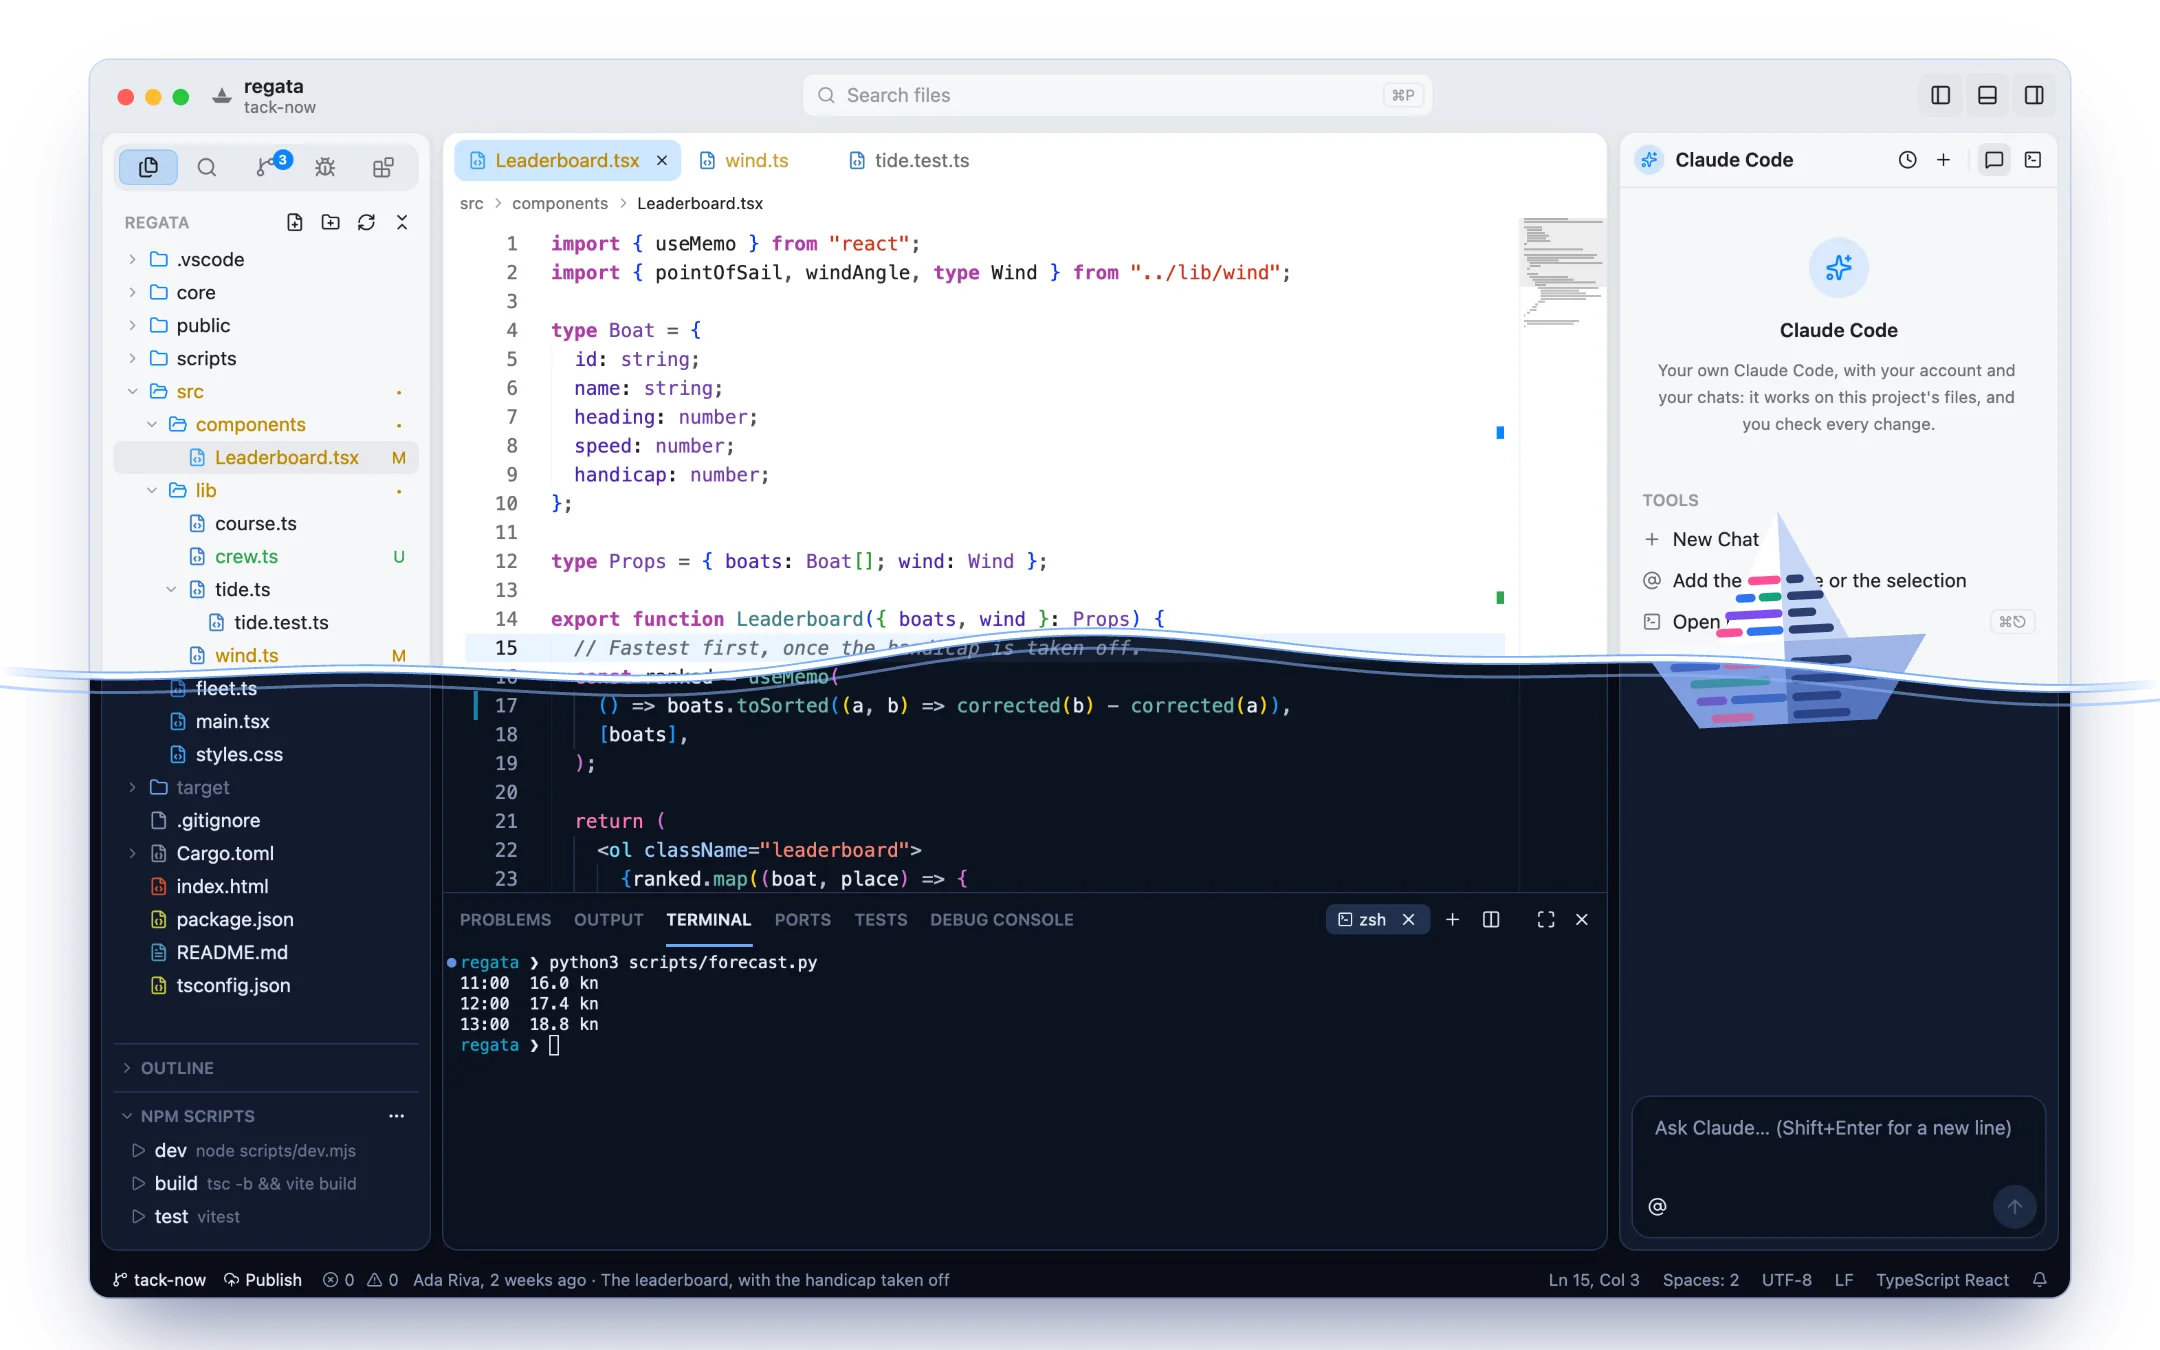 regata
tack-now
Search files
⌘P
3
REGATA
.vscode
core
public
scripts
src
components
Leaderboard.tsx M
lib
course.ts
crew.ts U
tide.ts
tide.test.ts
wind.ts M
fleet.ts
main.tsx
styles.css
target
.gitignore
Cargo.toml
index.html
package.json
README.md
tsconfig.json
OUTLINE
NPM SCRIPTS
dev node scripts/dev.mjs
build tsc -b && vite build
test vitest
Leaderboard.tsx
wind.ts
tide.test.ts
src > components > Leaderboard.tsx
1 import { useMemo } from "react";
2 import { pointOfSail, windAngle, type Wind } from "../lib/wind";
3
4 type Boat = {
5 id: string;
6 name: string;
7 heading: number;
8 speed: number;
9 handicap: number;
10 };
11
12 type Props = { boats: Boat[]; wind: Wind };
13
14 export function Leaderboard({ boats, wind }: Props) {
15 // Fastest first, once the handicap is taken off.
16 const ranked = useMemo(
17 () => boats.toSorted((a, b) => corrected(b) - corrected(a)),
18 [boats],
19 );
20
21 return (
22 <ol className="leaderboard">
23 {ranked.map((boat, place) => {
PROBLEMS OUTPUT TERMINAL PORTS TESTS DEBUG CONSOLE
zsh
regata ❯ python3 scripts/forecast.py
11:00 16.0 kn
12:00 17.4 kn
13:00 18.8 kn
regata ❯
Claude Code
Claude Code
Your own Claude Code, with your account and
your chats: it works on this project's files, and
you check every change.
TOOLS
New Chat
Add the or the selection
Open
Ask Claude... (Shift+Enter for a new line)
@
tack-now Publish 0 0 Ada Riva, 2 weeks ago · The leaderboard, with the handicap taken off
Ln 15, Col 3 Spaces: 2 UTF-8 LF TypeScript React